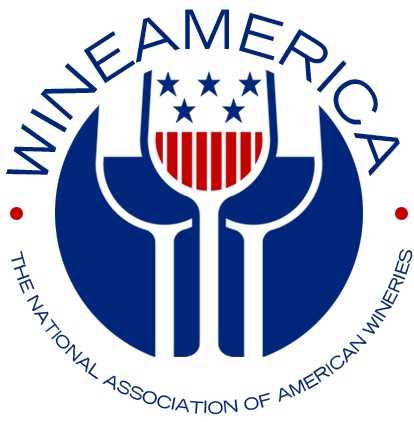 WINEAMERICA
THE NATIONAL ASSOCIATION OF AMERICAN WINERIES